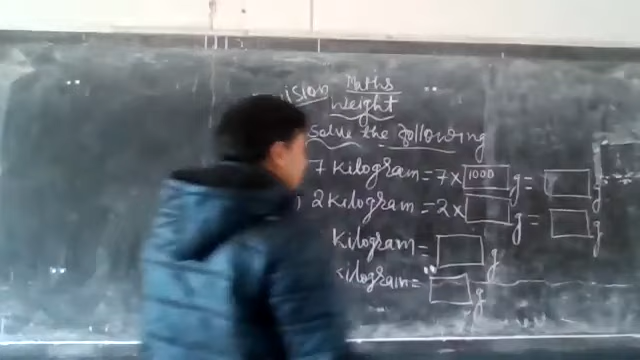 Maths
Weight
Solve the following
7 Kilogram = 7 x 1000 g = g
2 Kilogram = 2 x g = g
Kilogram = g
Kilogram = g